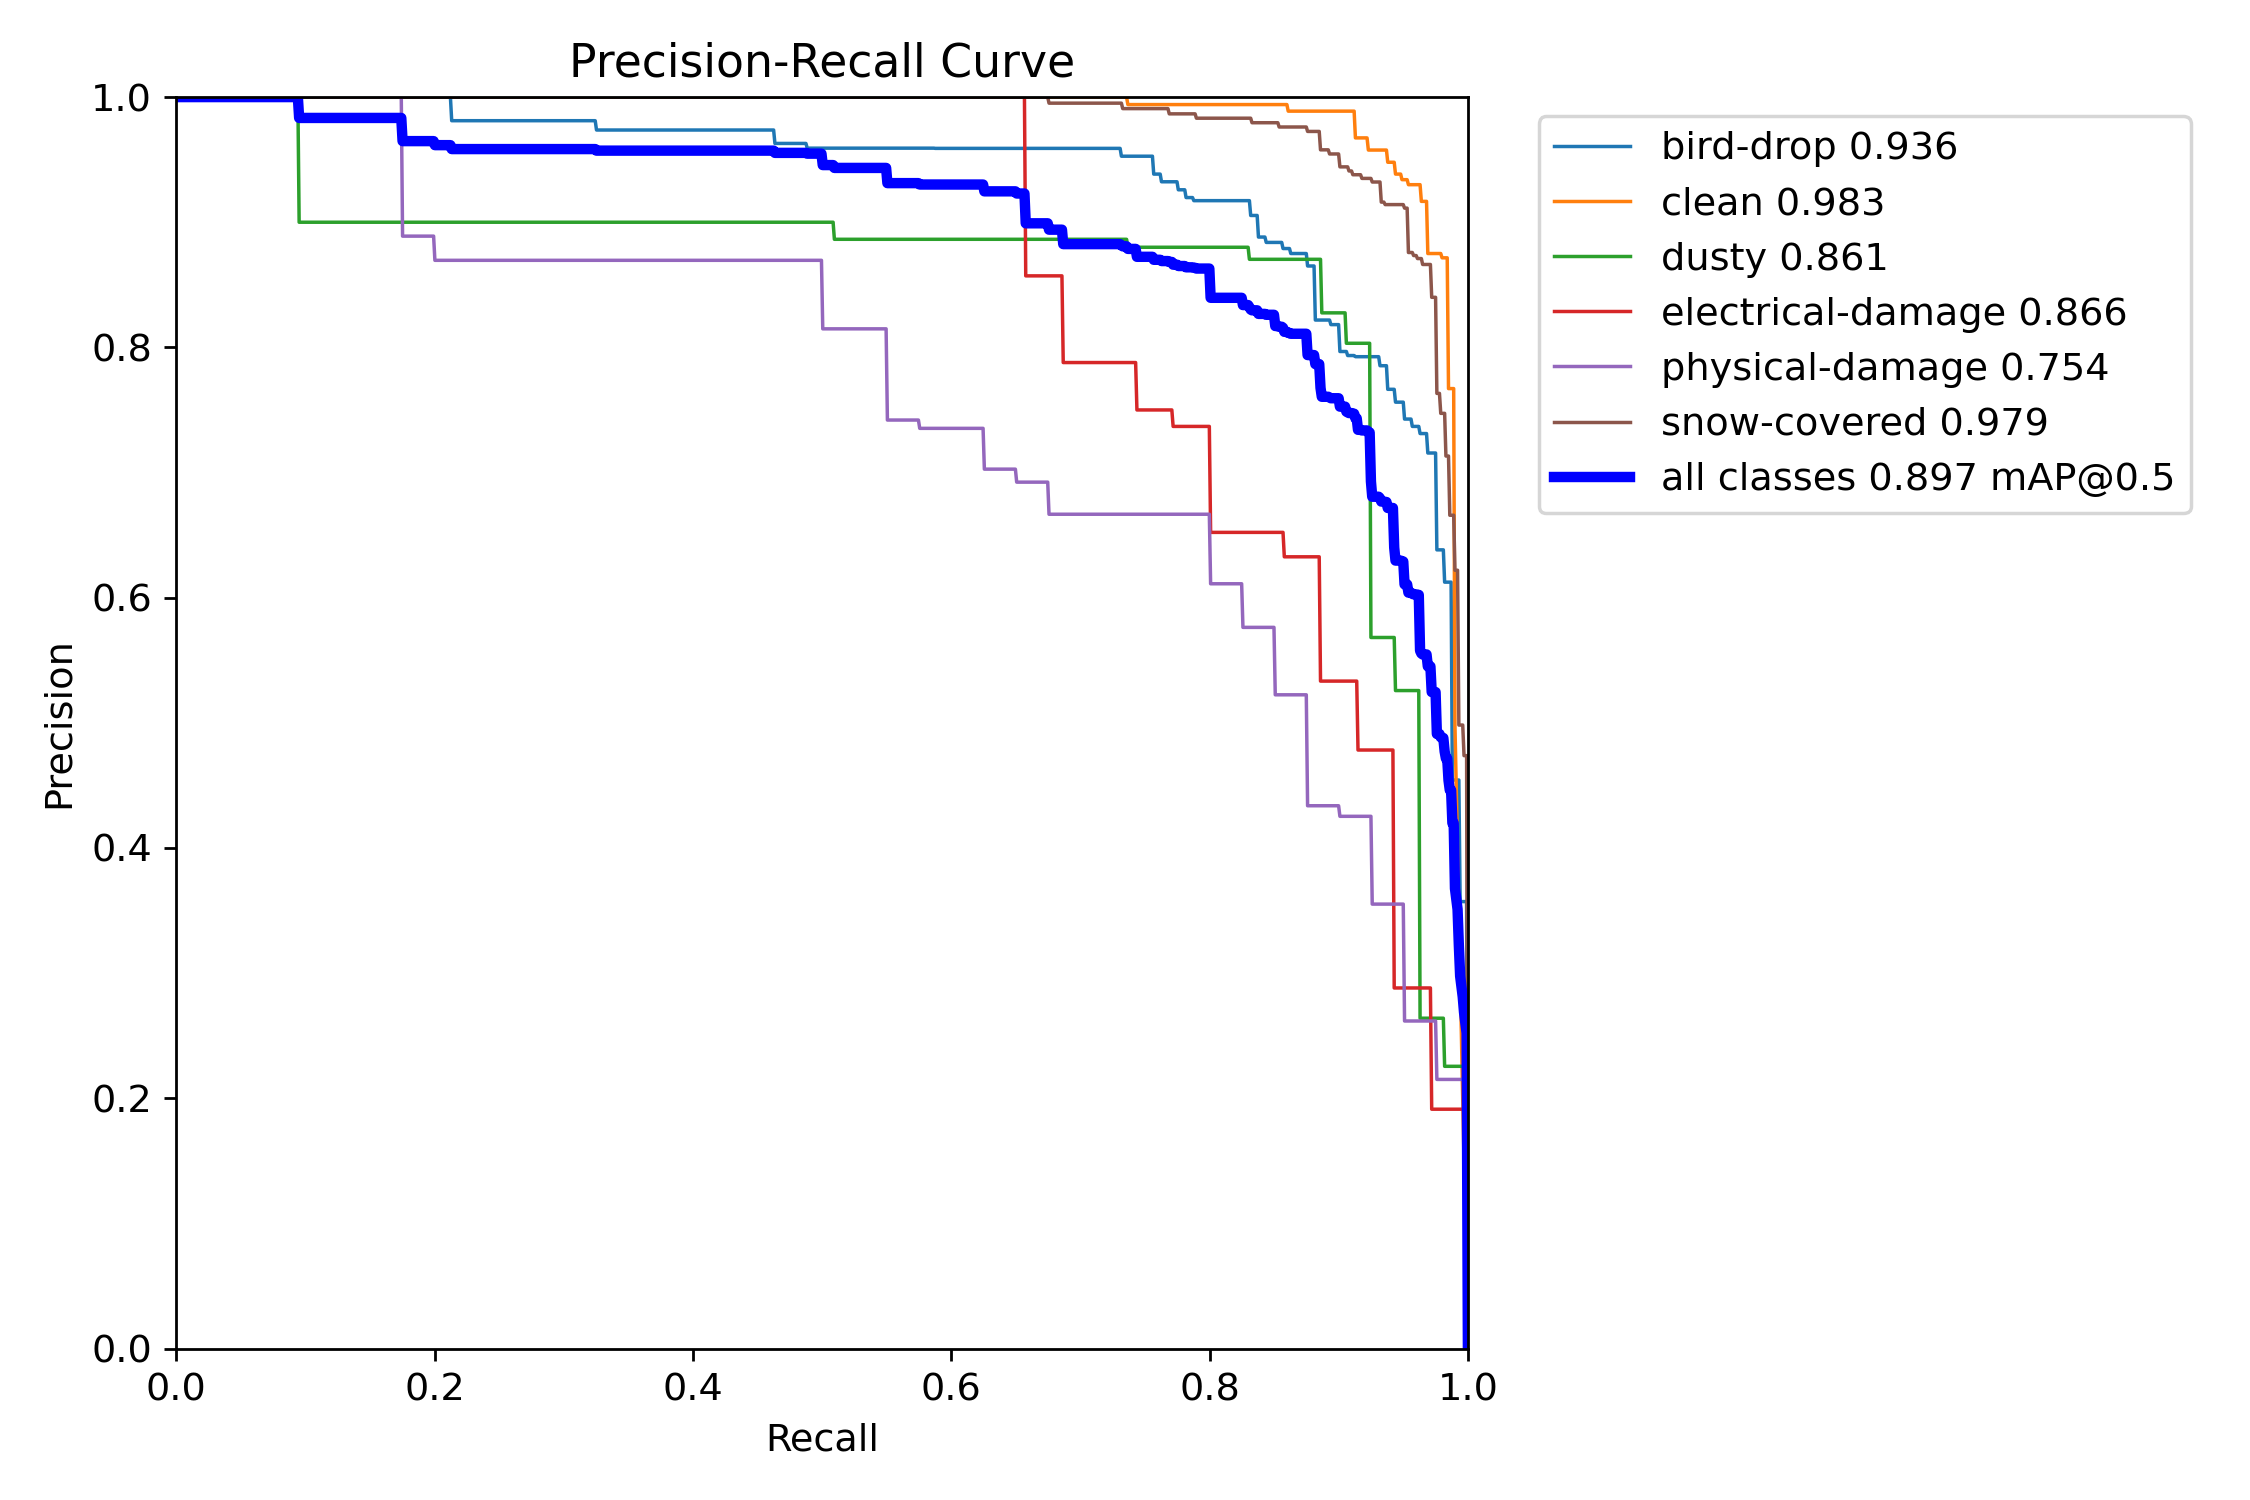 Precision-Recall Curve
1.0
0.8
0.6
0.4
0.2
0.0
Precision
0.0 0.2 0.4 0.6 0.8 1.0
Recall
bird-drop 0.936
clean 0.983
dusty 0.861
electrical-damage 0.866
physical-damage 0.754
snow-covered 0.979
all classes 0.897 mAP@0.5